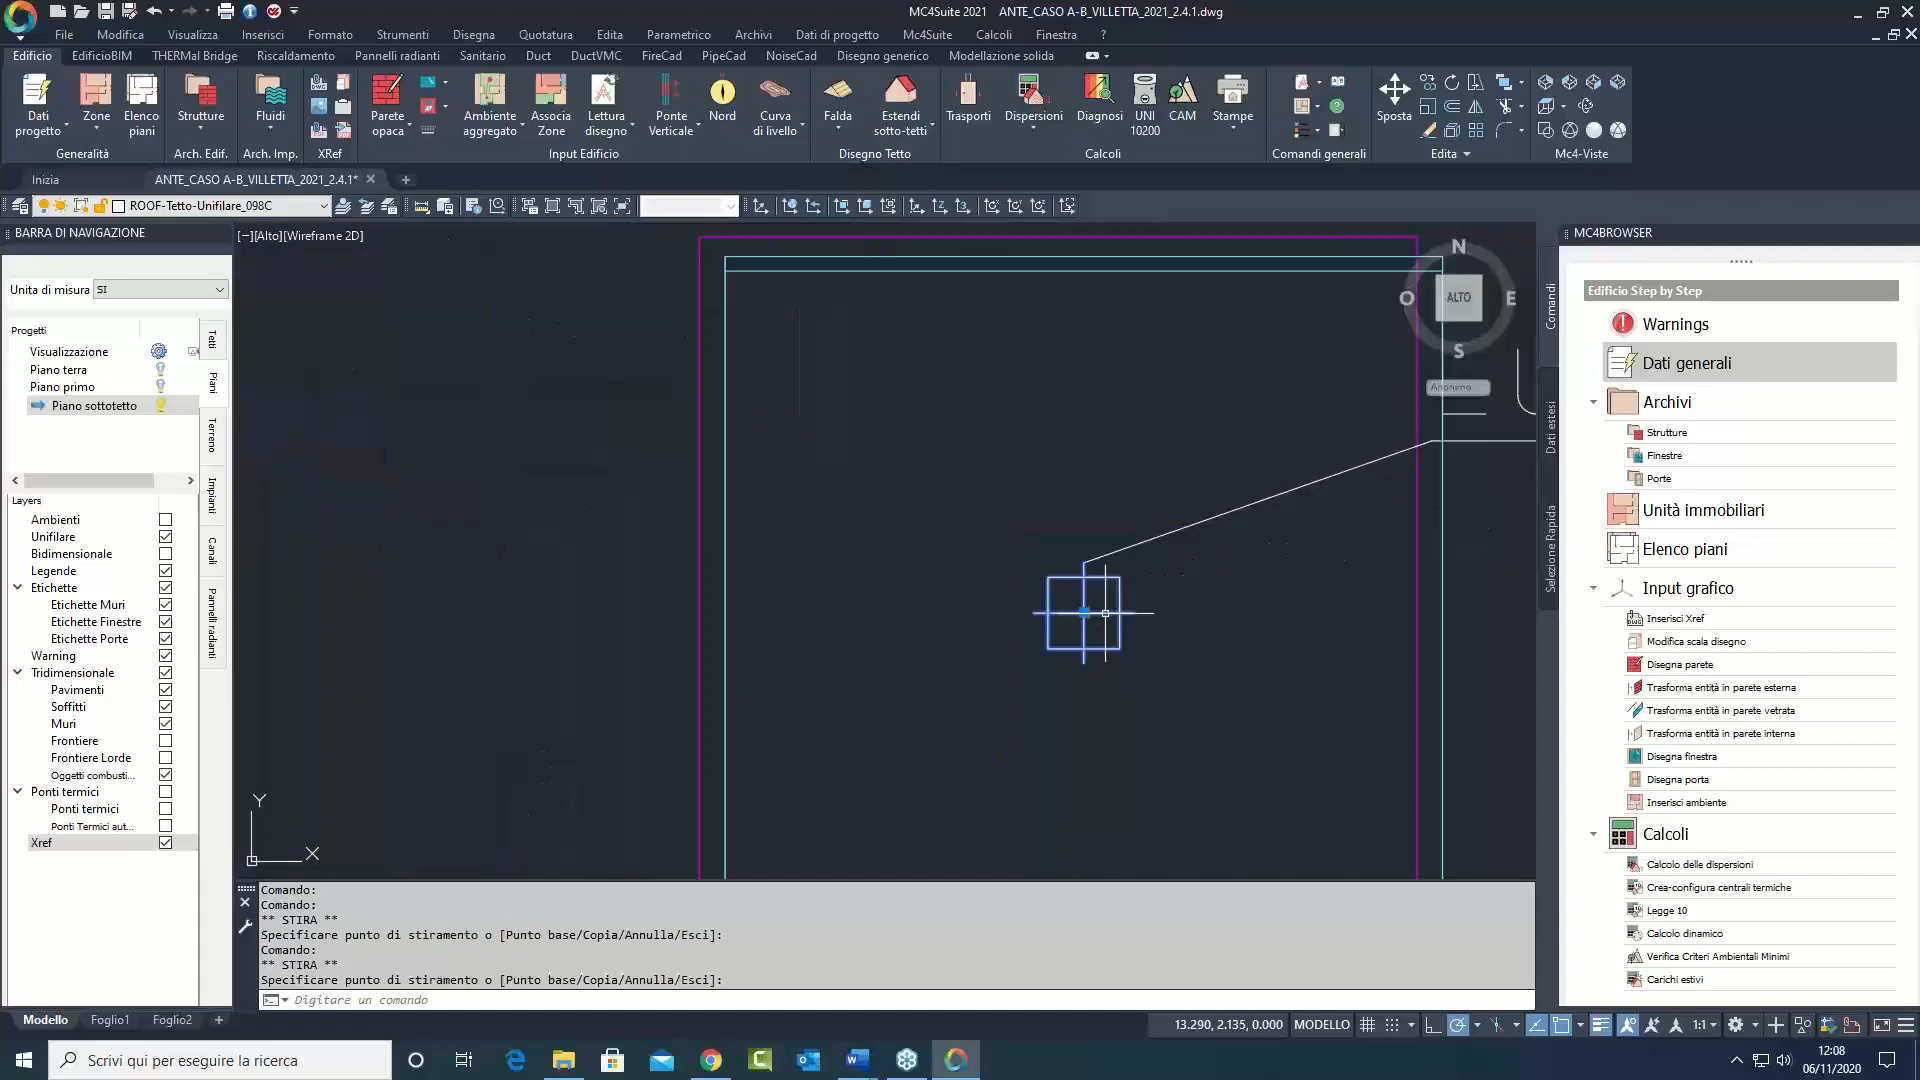 MC4Suite 2021 ANTE_CASO A-B_VILLETTA_2021_2.4.1.dwg
File Modifica Visualizza Inserisci Formato Strumenti Disegna Quotatura Edita Parametrico Archivi Dati di progetto Mc4Suite Calcoli Finestra ?
Edificio EdificioBIM THERMal Bridge Riscaldamento Pannelli radianti Sanitario Duct DuctVMC FireCad PipeCad NoiseCad Disegno generico Modellazione solida
Dati progetto Zone Elenco piani Strutture Fluidi Parete opaca Ambiente aggregato Associa Zone Lettura disegno Ponte Verticale Nord Curva di livello Falda Estendi sotto-tetti Trasporti Dispersioni Diagnosi UNI 10200 CAM Stampe Sposta
Generalità Arch. Edif. Arch. Imp. XRef Input Edificio Disegno Tetto Calcoli Comandi generali Edita Mc4-Viste
Inizia ANTE_CASO A-B_VILLETTA_2021_2.4.1*
ROOF-Tetto-Unifilare_098C
BARRA DI NAVIGAZIONE
Unita di misura SI
Progetti
Visualizzazione
Piano terra
Piano primo
Piano sottotetto
Tetti
Piani
Terreno
Impianti
Canali
Pannelli radianti
Layers
Ambienti
Unifilare
Bidimensionale
Legende
Etichette
Etichette Muri
Etichette Finestre
Etichette Porte
Warning
Tridimensionale
Pavimenti
Soffitti
Muri
Frontiere
Frontiere Lorde
Oggetti combusti...
Ponti termici
Ponti termici
Ponti Termici aut...
Xref
[−][Alto][Wireframe 2D]
N
O ALTO E
S
Anonimo
Y
X
Comando:
Comando:
** STIRA **
Specificare punto di stiramento o [Punto base/Copia/Annulla/Esci]:
Comando:
** STIRA **
Specificare punto di stiramento o [Punto base/Copia/Annulla/Esci]:
Digitare un comando
Comandi
Dati estesi
Selezione Rapida
MC4BROWSER
Edificio Step by Step
Warnings
Dati generali
Archivi
Strutture
Finestre
Porte
Unità immobiliari
Elenco piani
Input grafico
Inserisci Xref
Modifica scala disegno
Disegna parete
Trasforma entità in parete esterna
Trasforma entità in parete vetrata
Trasforma entità in parete interna
Disegna finestra
Disegna porta
Inserisci ambiente
Calcoli
Calcolo delle dispersioni
Crea-configura centrali termiche
Legge 10
Calcolo dinamico
Verifica Criteri Ambientali Minimi
Carichi estivi
Modello Foglio1 Foglio2 +
13.290, 2.135, 0.000 MODELLO 1:1
Scrivi qui per eseguire la ricerca
12:08
06/11/2020